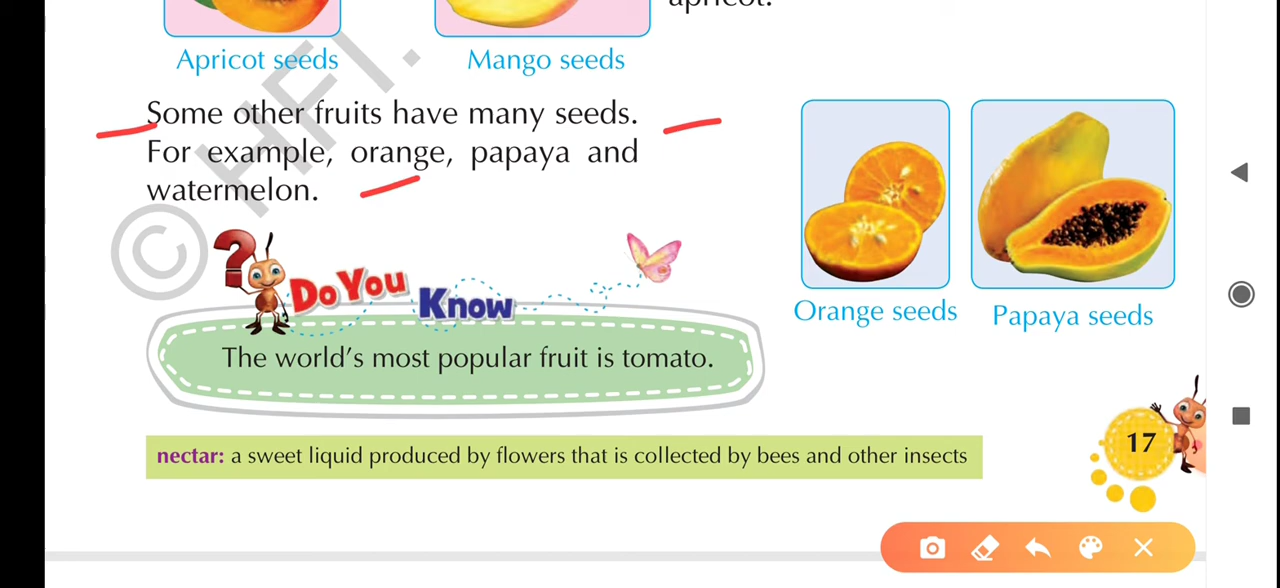 apricot.
Apricot seeds
Mango seeds
Some other fruits have many seeds.
For example, orange, papaya and
watermelon.
Orange seeds
Papaya seeds
?
Do You Know
The world's most popular fruit is tomato.
nectar: a sweet liquid produced by flowers that is collected by bees and other insects
17
© HFI.